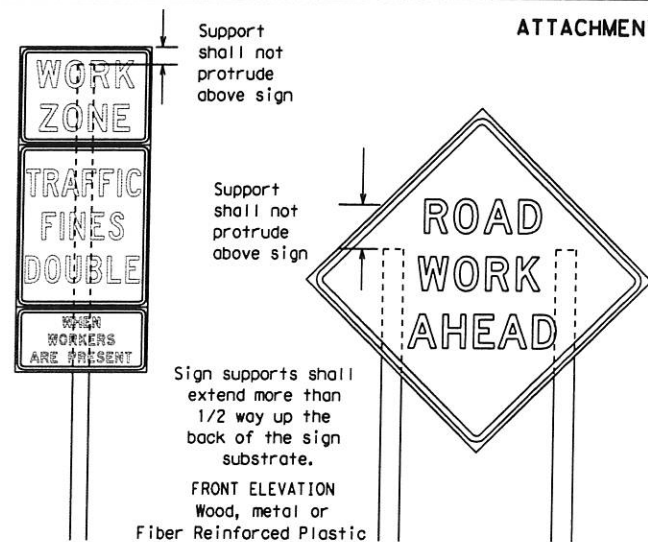 ATTACHMEN
Support
shall not
protrude
above sign
WORK
ZONE
TRAFFIC
FINES
DOUBLE
WHEN
WORKERS
ARE PRESENT
Support
shall not
protrude
above sign
ROAD
WORK
AHEAD
Sign supports shall
extend more than
1/2 way up the
back of the sign
substrate.
FRONT ELEVATION
Wood, metal or
Fiber Reinforced Plastic